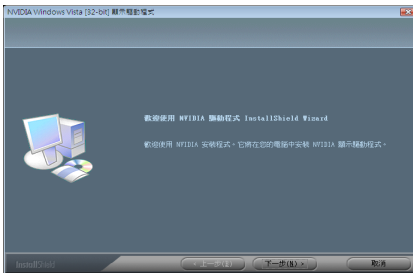 NVIDIA Windows Vista (32-bit) 顯示驅動程式
歡迎使用 NVIDIA 驅動程式 InstallShield Wizard
歡迎使用 NVIDIA 安裝程式。它將在您的電腦中安裝 NVIDIA 顯示驅動程式。
InstallShield
< 上一步(B)
下一步(N) >
取消